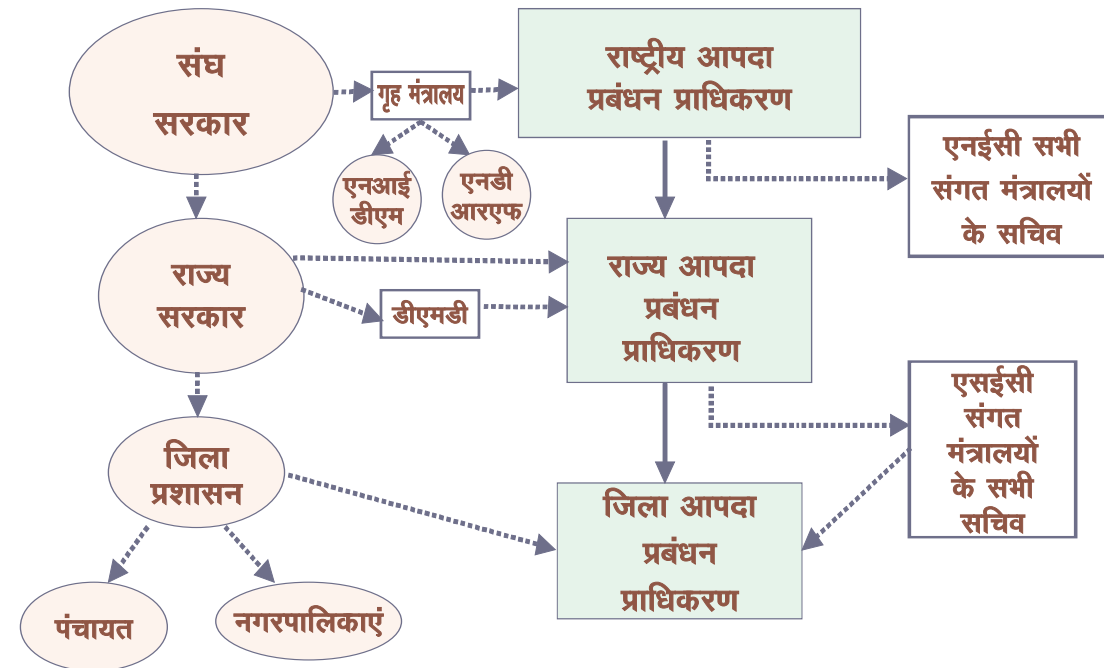 संघ
सरकार
गृह मंत्रालय
राष्ट्रीय आपदा
प्रबंधन प्राधिकरण
एनआई
डीएम
एनडी
आरएफ
एनईसी सभी
संगत मंत्रालयों
के सचिव
राज्य
सरकार
डीएमडी
राज्य आपदा
प्रबंधन
प्राधिकरण
एसईसी
संगत
मंत्रालयों
के सभी
सचिव
जिला
प्रशासन
जिला आपदा
प्रबंधन
प्राधिकरण
पंचायत
नगरपालिकाएं